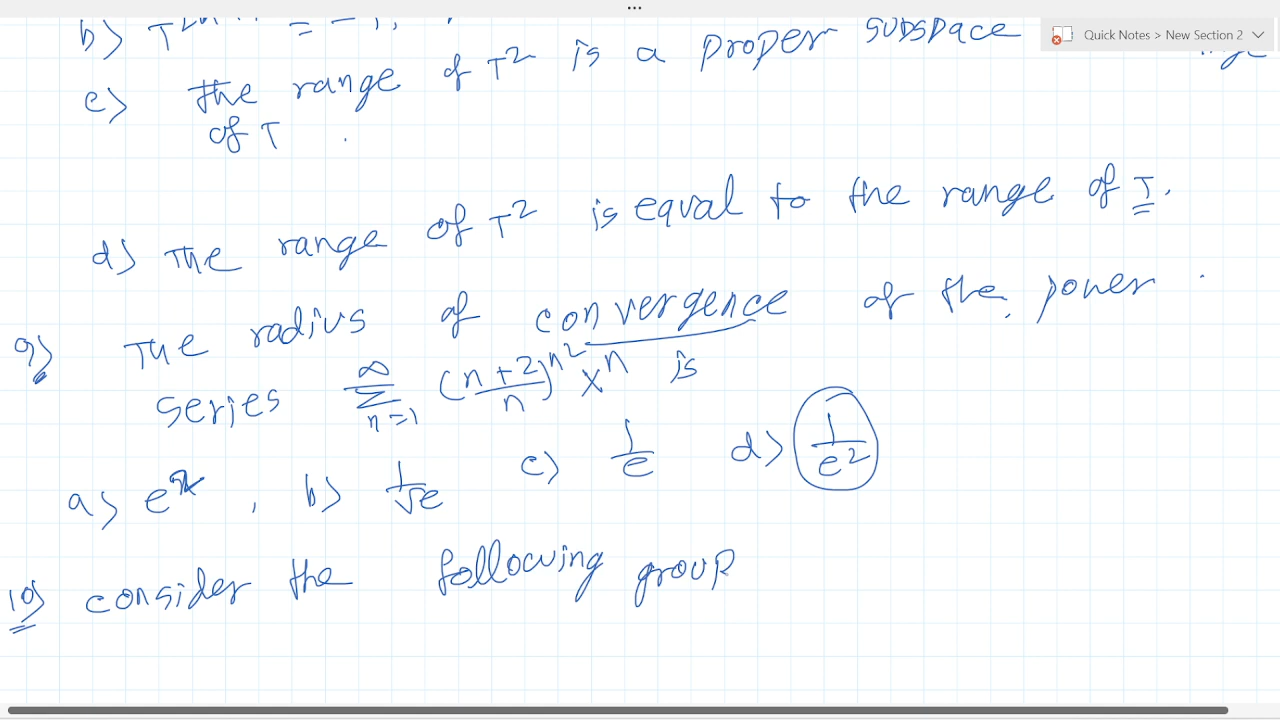 Quick Notes > New Section 2
b) T
c) the range of T² is a proper subspace
of T.
d) The range of T² is equal to the range of T.
9) The radius of convergence of the power
series ∞∑n=1 ((n+2)/n)^n² xⁿ is
a) e², b) 1/√e c) 1/e d) 1/e²
10) consider the following group